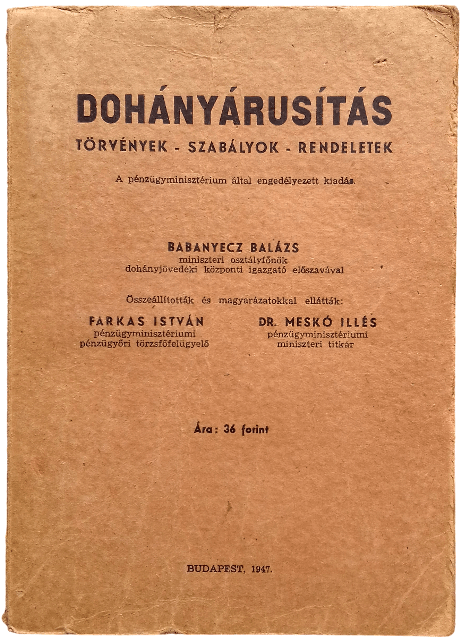 DOHÁNYÁRUSÍTÁS
TÖRVÉNYEK - SZABÁLYOK - RENDELETEK
A pénzügyminisztérium által engedélyezett kiadás.
BABANYECZ BALÁZS
miniszteri osztályfőnök
dohányjövedéki központi igazgató előszavával
Összeállították és magyarázatokkal ellátták:
FARKAS ISTVÁN
pénzügyminisztériumi
pénzügyőri törzsfőfelügyelő
DR. MESKÓ ILLÉS
pénzügyminisztériumi
miniszteri titkár
Ára: 36 forint
BUDAPEST, 1947.